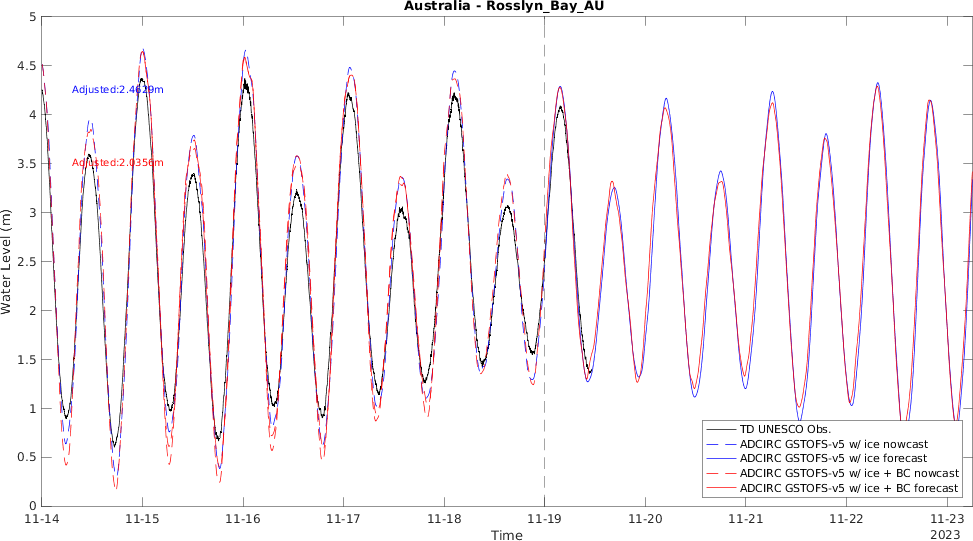 Australia - Rosslyn_Bay_AU
5
4.5
4
3.5
3
2.5
2
1.5
1
0.5
0
Water Level (m)
Adjusted:2.4629m
Adjusted:2.0356m
TD UNESCO Obs.
ADCIRC GSTOFS-v5 w/ ice nowcast
ADCIRC GSTOFS-v5 w/ ice forecast
ADCIRC GSTOFS-v5 w/ ice + BC nowcast
ADCIRC GSTOFS-v5 w/ ice + BC forecast
11-14 11-15 11-16 11-17 11-18 11-19 11-20 11-21 11-22 11-23
2023
Time